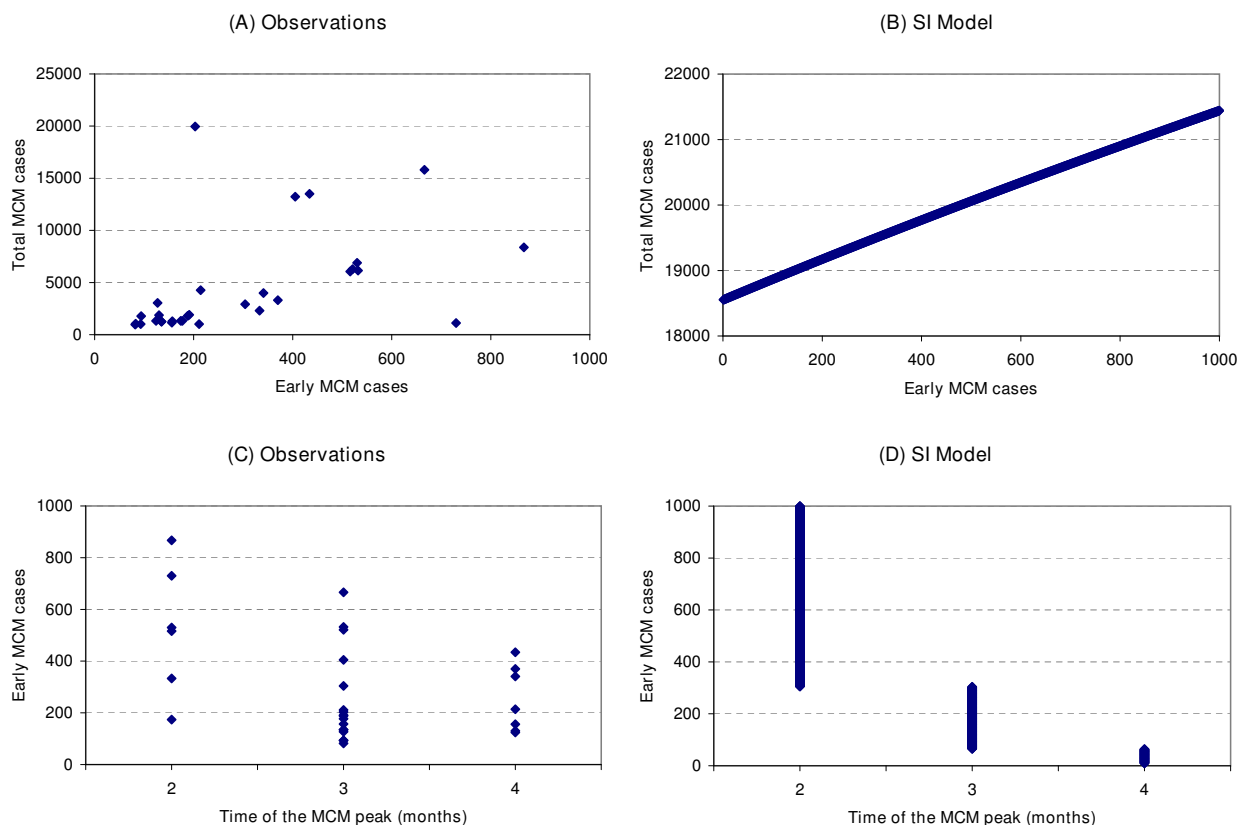 (A) Observations
Total MCM cases
25000
20000
15000
10000
5000
0
0 200 400 600 800 1000
Early MCM cases
(B) SI Model
Total MCM cases
22000
21000
20000
19000
18000
0 200 400 600 800 1000
Early MCM cases
(C) Observations
Early MCM cases
1000
800
600
400
200
0
2 3 4
Time of the MCM peak (months)
(D) SI Model
Early MCM cases
1000
800
600
400
200
0
2 3 4
Time of the MCM peak (months)